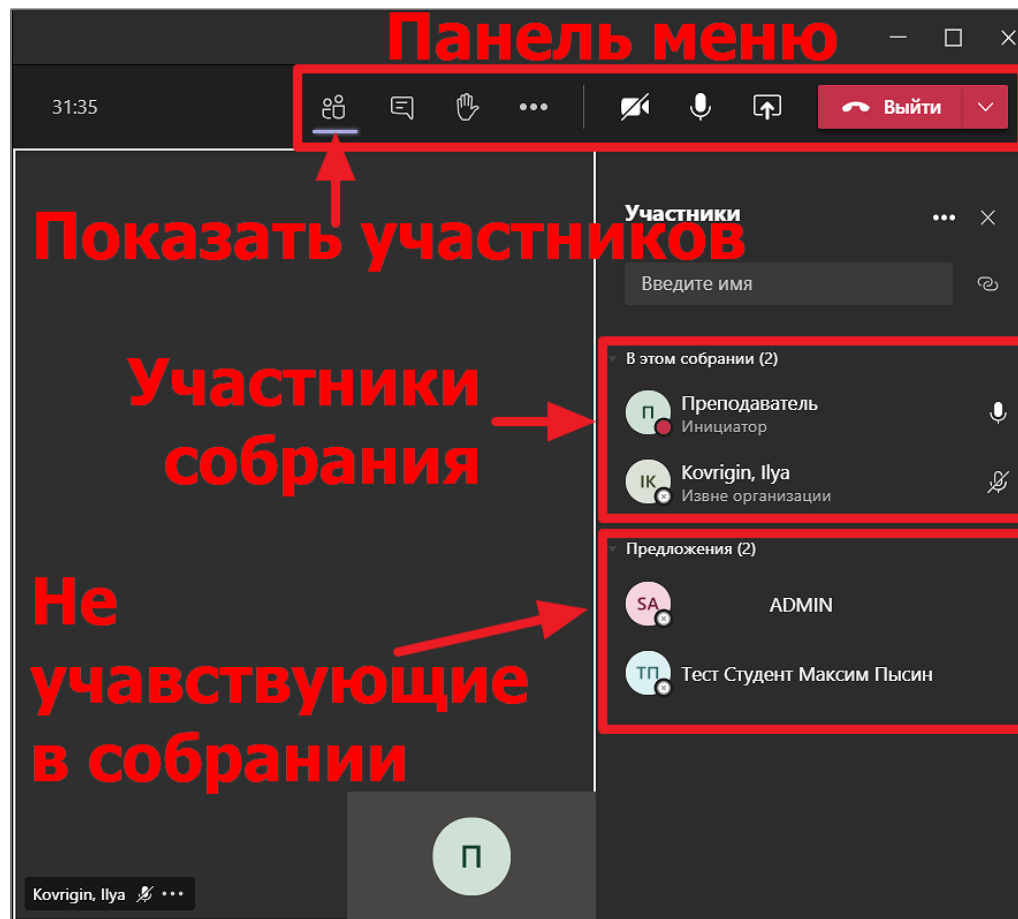 Панель меню
31:35
Выйти
Показать участников
Участники
Введите имя
Участники
собрания
В этом собрании (2)
П
Преподаватель
Инициатор
IK
Kovrigin, Ilya
Извне организации
Не
учавствующие
в собрании
Предложения (2)
SA
ADMIN
ТП
Тест Студент Максим Пысин
П
Kovrigin, Ilya